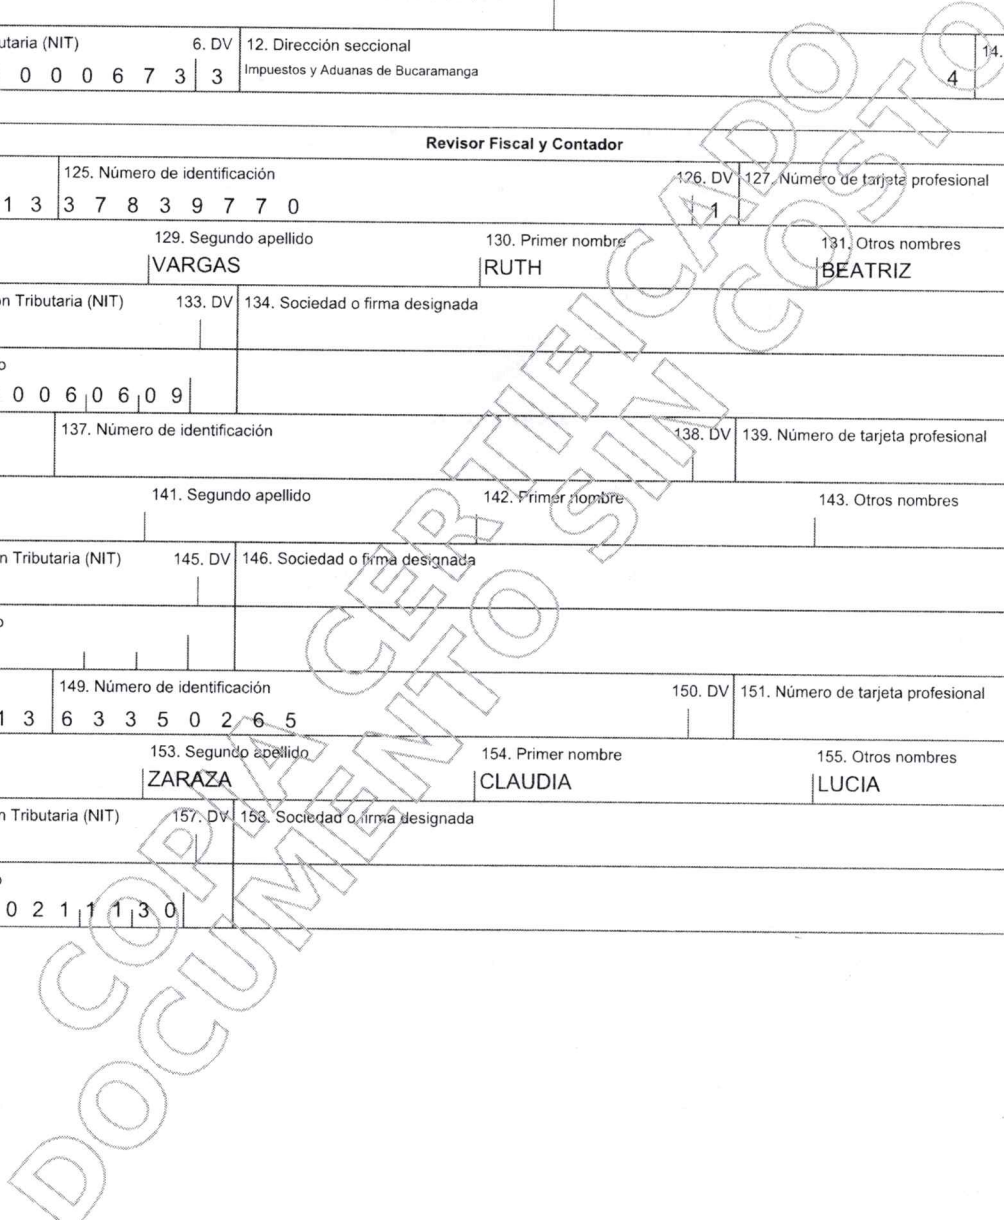 utaria (NIT) 6. DV 12. Dirección seccional 14.
0 0 0 6 7 3 3 Impuestos y Aduanas de Bucaramanga 4
Revisor Fiscal y Contador
125. Número de identificación 126. DV 127. Número de tarjeta profesional
1 3 3 7 8 3 9 7 7 0 1
129. Segundo apellido 130. Primer nombre 131. Otros nombres
VARGAS RUTH BEATRIZ
n Tributaria (NIT) 133. DV 134. Sociedad o firma designada
o
0 0 6 0 6 0 9
137. Número de identificación 138. DV 139. Número de tarjeta profesional
141. Segundo apellido 142. Primer nombre 143. Otros nombres
n Tributaria (NIT) 145. DV 146. Sociedad o firma designada
o
149. Número de identificación 150. DV 151. Número de tarjeta profesional
1 3 6 3 3 5 0 2 6 5
153. Segundo apellido 154. Primer nombre 155. Otros nombres
ZARAZA CLAUDIA LUCIA
n Tributaria (NIT) 157. DV 158. Sociedad o firma designada
o
0 2 1 1 1 3 0
COPIA CERTIFICADO
DOCUMENTO SIN COSTO